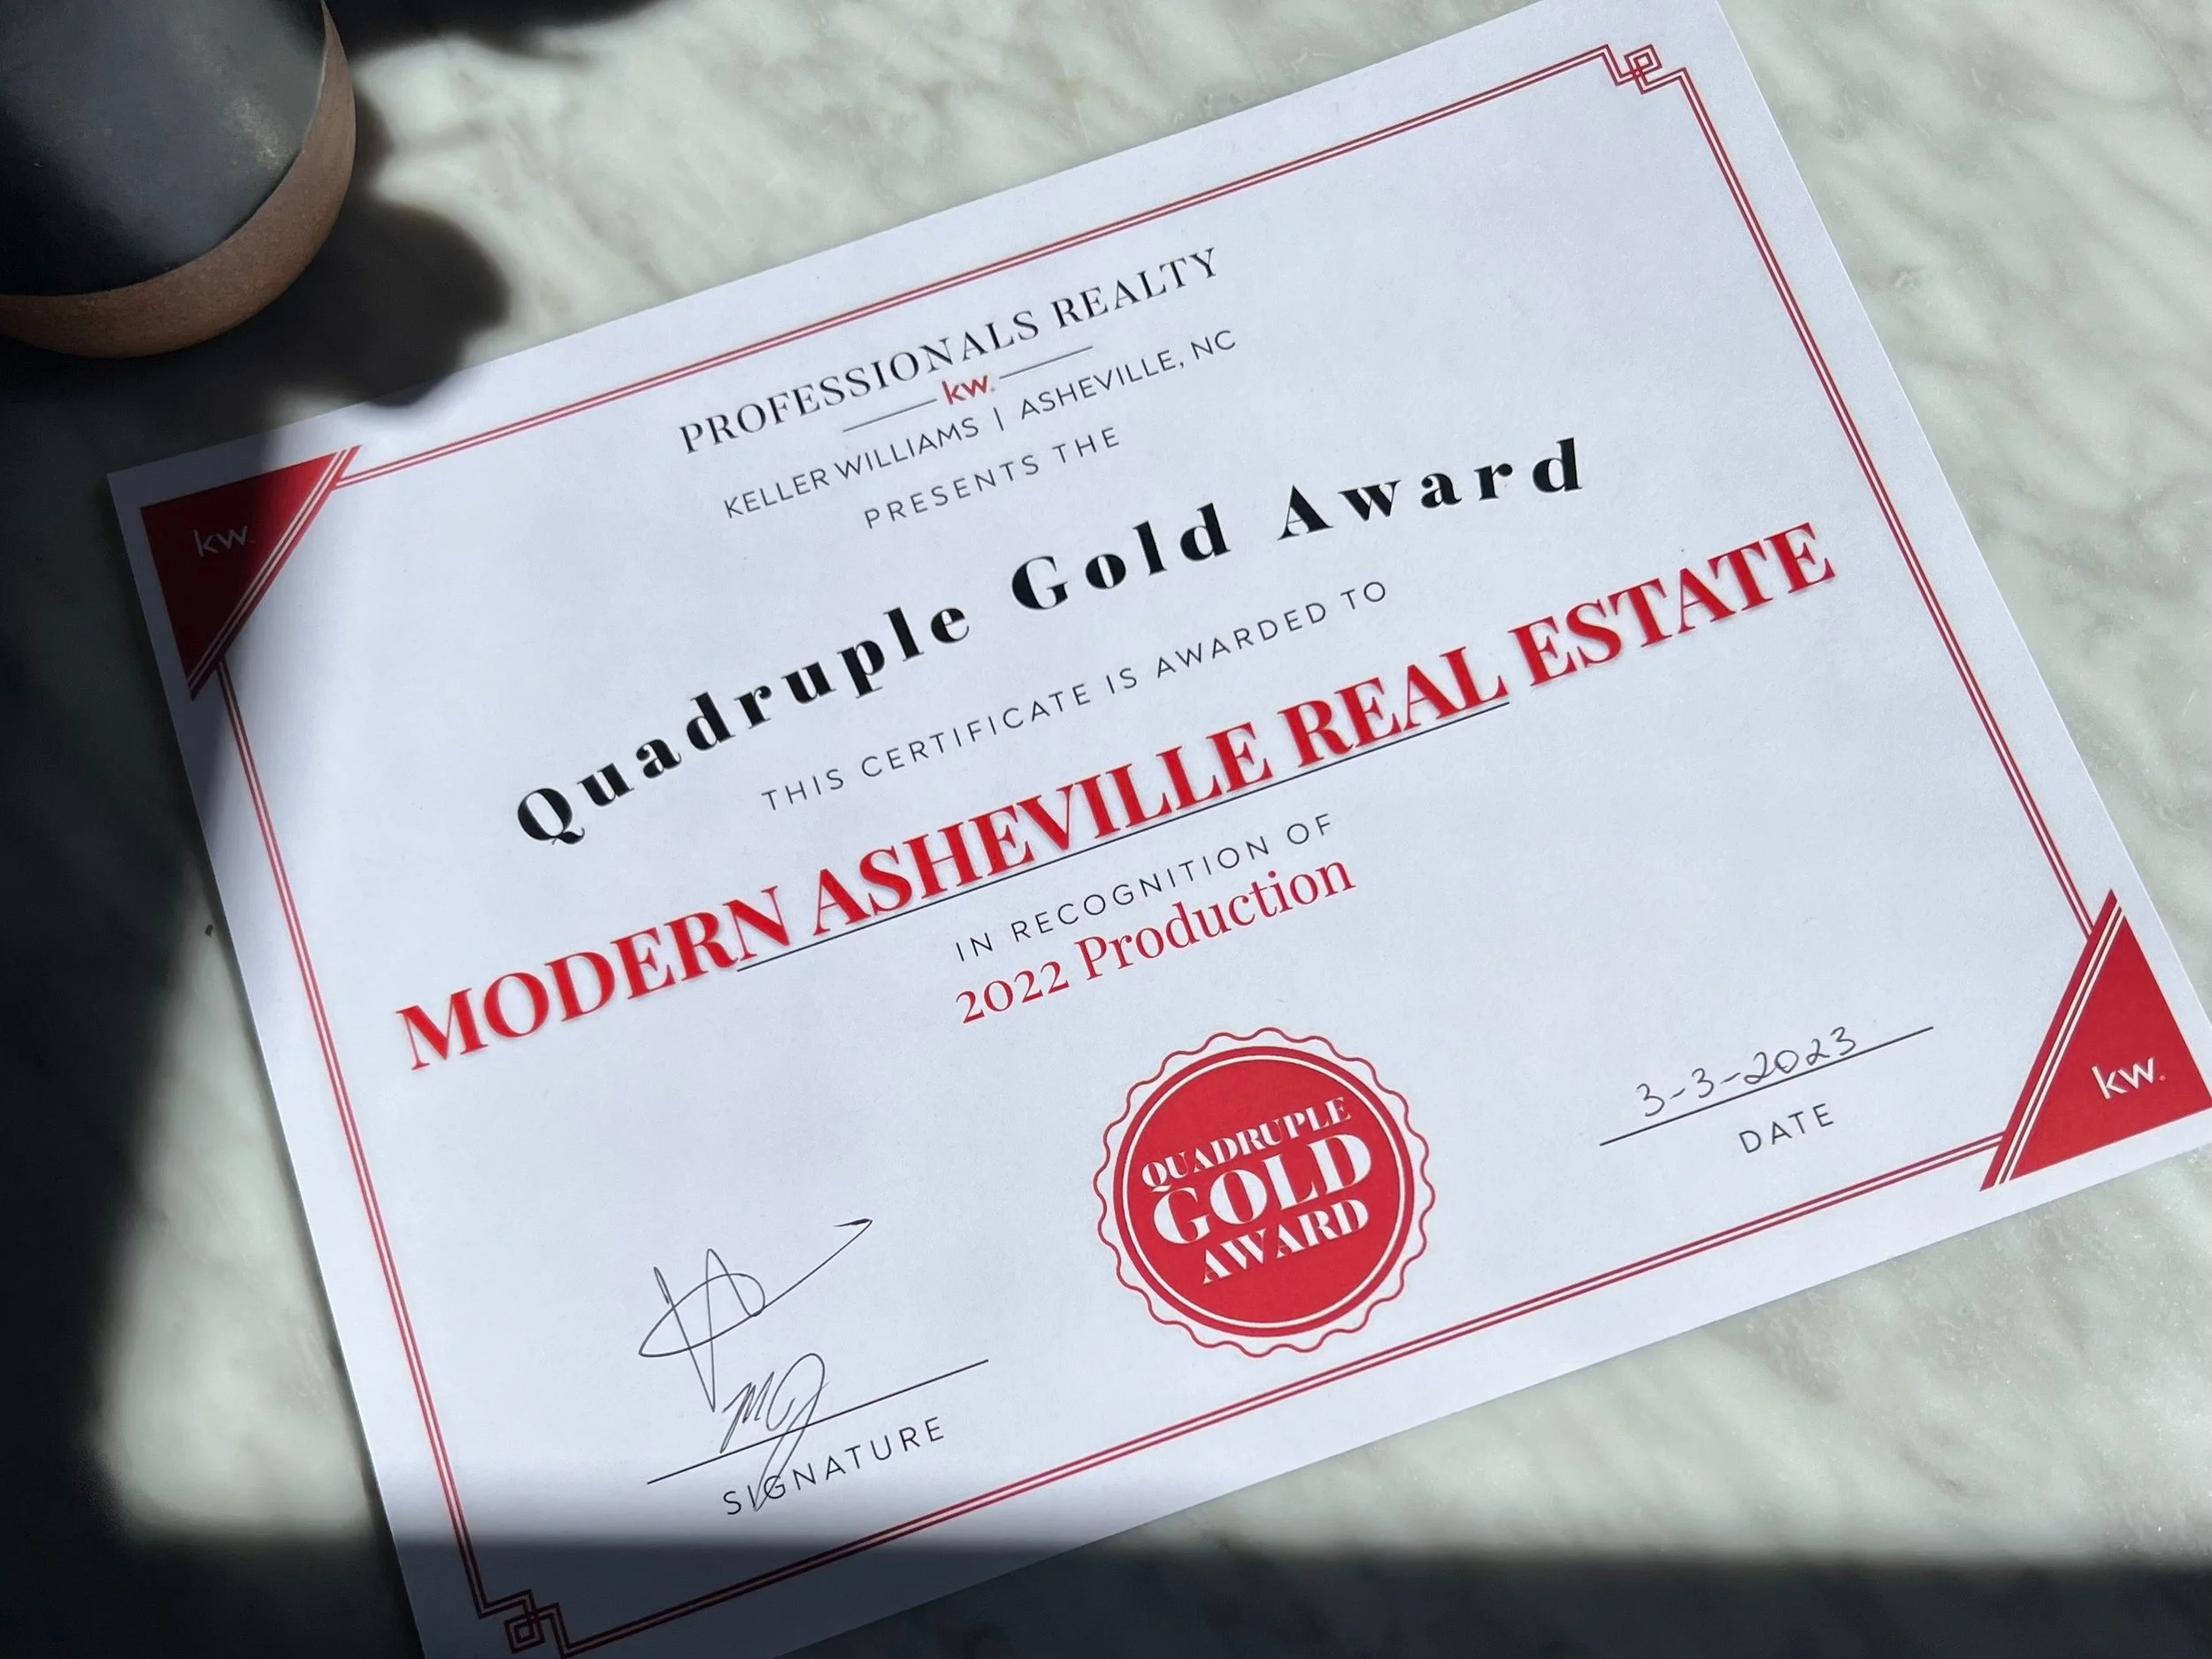 PROFESSIONALS REALTY
kw.
KELLER WILLIAMS | ASHEVILLE, NC
PRESENTS THE
kw.
Quadruple Gold Award
THIS CERTIFICATE IS AWARDED TO
MODERN ASHEVILLE REAL ESTATE
IN RECOGNITION OF
2022 Production
QUADRUPLE
GOLD
AWARD
3-3-2023
DATE
kw.
SIGNATURE